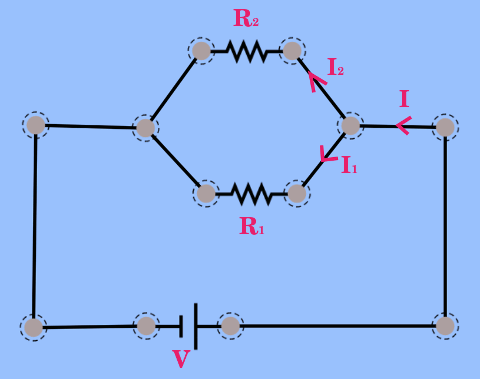 R₂
I₂
I
I₁
R₁
V